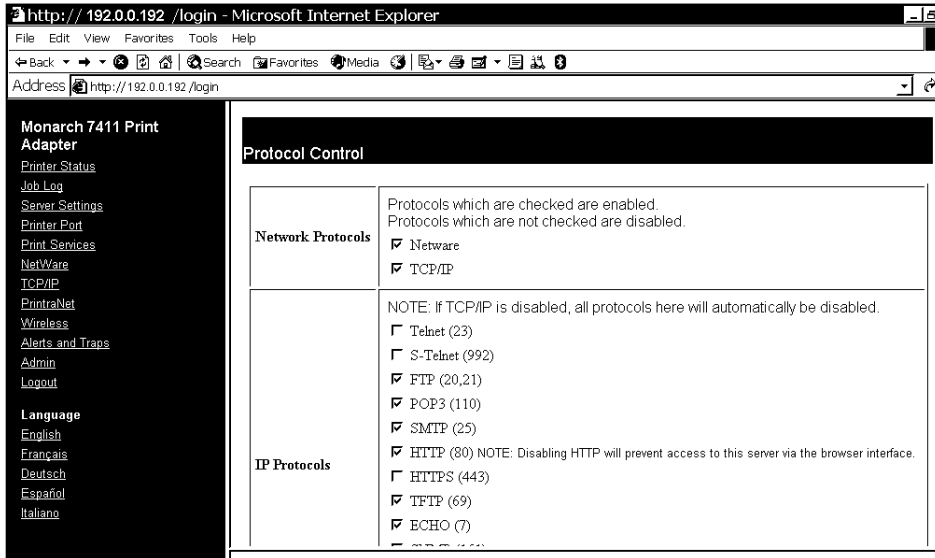 http:// 192.0.0.192 /login - Microsoft Internet Explorer
File Edit View Favorites Tools Help
Back Search Favorites Media
Address http://192.0.0.192 /login
Monarch 7411 Print
Adapter
Printer Status
Job Log
Server Settings
Printer Port
Print Services
NetWare
TCP/IP
PrintraNet
Wireless
Alerts and Traps
Admin
Logout
Language
English
Français
Deutsch
Español
Italiano
Protocol Control
Network Protocols
Protocols which are checked are enabled.
Protocols which are not checked are disabled.
Netware
TCP/IP
IP Protocols
NOTE: If TCP/IP is disabled, all protocols here will automatically be disabled.
Telnet (23)
S-Telnet (992)
FTP (20,21)
POP3 (110)
SMTP (25)
HTTP (80) NOTE: Disabling HTTP will prevent access to this server via the browser interface.
HTTPS (443)
TFTP (69)
ECHO (7)